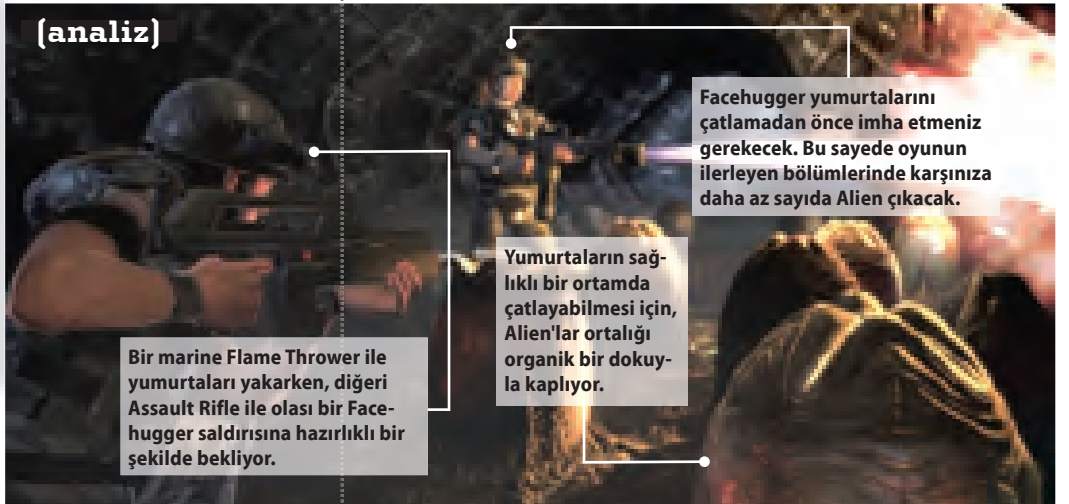 (analiz)
Facehugger yumurtalarını
çatlamadan önce imha etmeniz
gerekecek. Bu sayede oyunun
ilerleyen bölümlerinde karşınıza
daha az sayıda Alien çıkacak.
Yumurtaların sağ-
lıklı bir ortamda
çatlayabilmesi için,
Alien'lar ortalığı
organik bir dokuy-
la kaplıyor.
Bir marine Flame Thrower ile
yumurtaları yakarken, diğeri
Assault Rifle ile olası bir Face-
hugger saldırısına hazırlıklı bir
şekilde bekliyor.